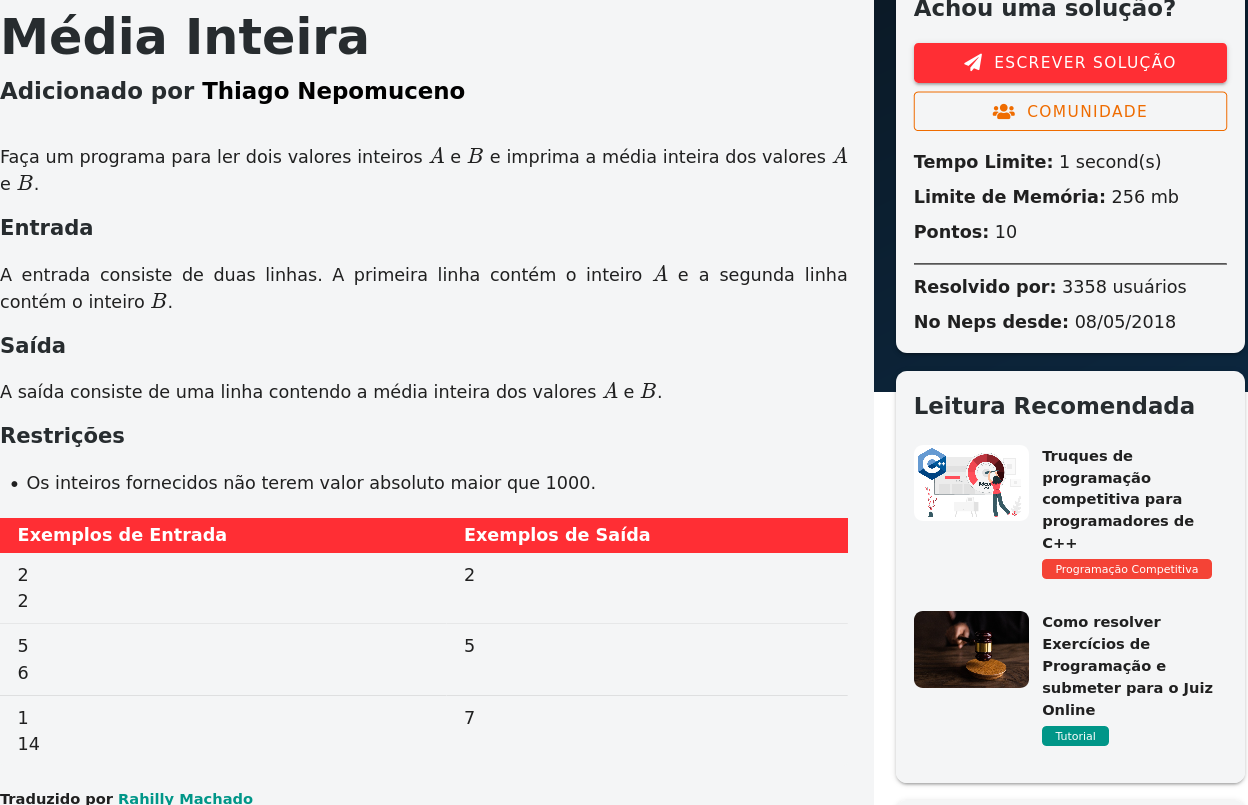 Média Inteira
Adicionado por Thiago Nepomuceno
Faça um programa para ler dois valores inteiros A e B e imprima a média inteira dos valores A
e B.
Entrada
A entrada consiste de duas linhas. A primeira linha contém o inteiro A e a segunda linha
contém o inteiro B.
Saída
A saída consiste de uma linha contendo a média inteira dos valores A e B.
Restrições
• Os inteiros fornecidos não terem valor absoluto maior que 1000.
Exemplos de Entrada Exemplos de Saída
2 2
2
5 5
6
1 7
14
Traduzido por Rahilly Machado
Achou uma solução?
ESCREVER SOLUÇÃO
COMUNIDADE
Tempo Limite: 1 second(s)
Limite de Memória: 256 mb
Pontos: 10
Resolvido por: 3358 usuários
No Neps desde: 08/05/2018
Leitura Recomendada
Truques de
programação
competitiva para
programadores de
C++
Programação Competitiva
Como resolver
Exercícios de
Programação e
submeter para o Juiz
Online
Tutorial